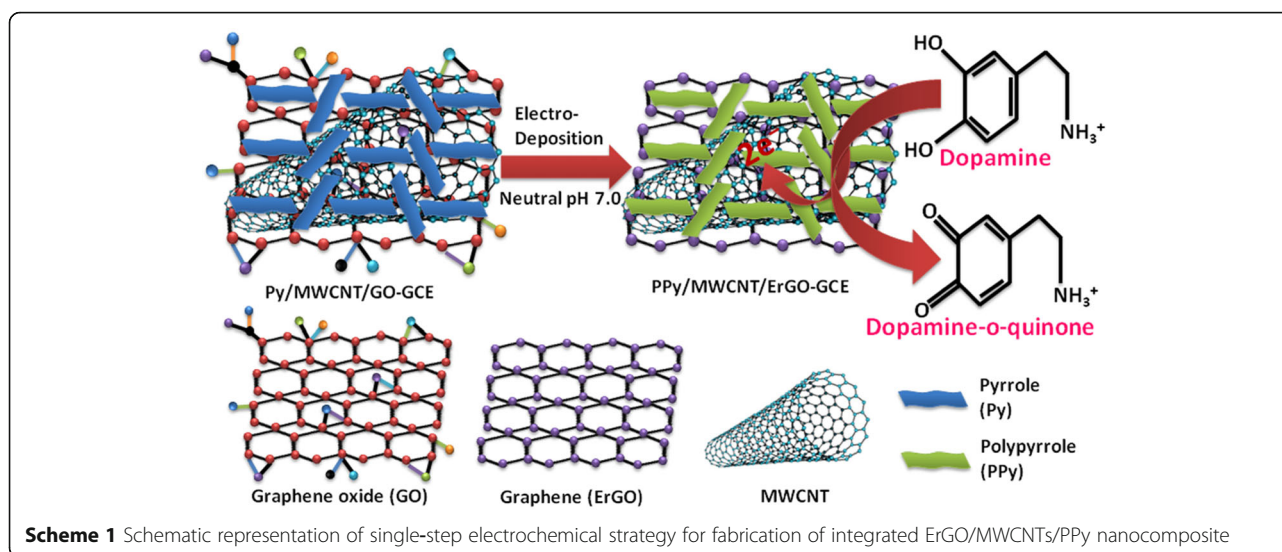 HO
HO
NH₃⁺
Dopamine
Electro-
Deposition
Neutral pH 7.0
2e⁻
Py/MWCNT/GO-GCE
PPy/MWCNT/ErGO-GCE
O
O
NH₃⁺
Dopamine-o-quinone
Graphene oxide (GO)
Graphene (ErGO)
MWCNT
Pyrrole
(Py)
Polypyrrole
(PPy)
Scheme 1 Schematic representation of single-step electrochemical strategy for fabrication of integrated ErGO/MWCNTs/PPy nanocomposite